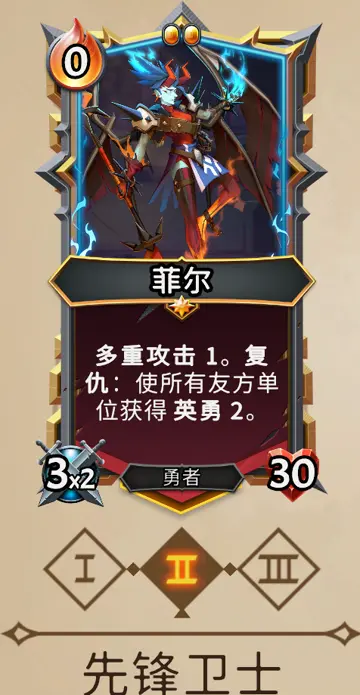 0
菲尔
多重攻击 1。复
仇：使所有友方单
位获得 英勇 2。
3x2
勇者
30
I
II
III
先锋卫士